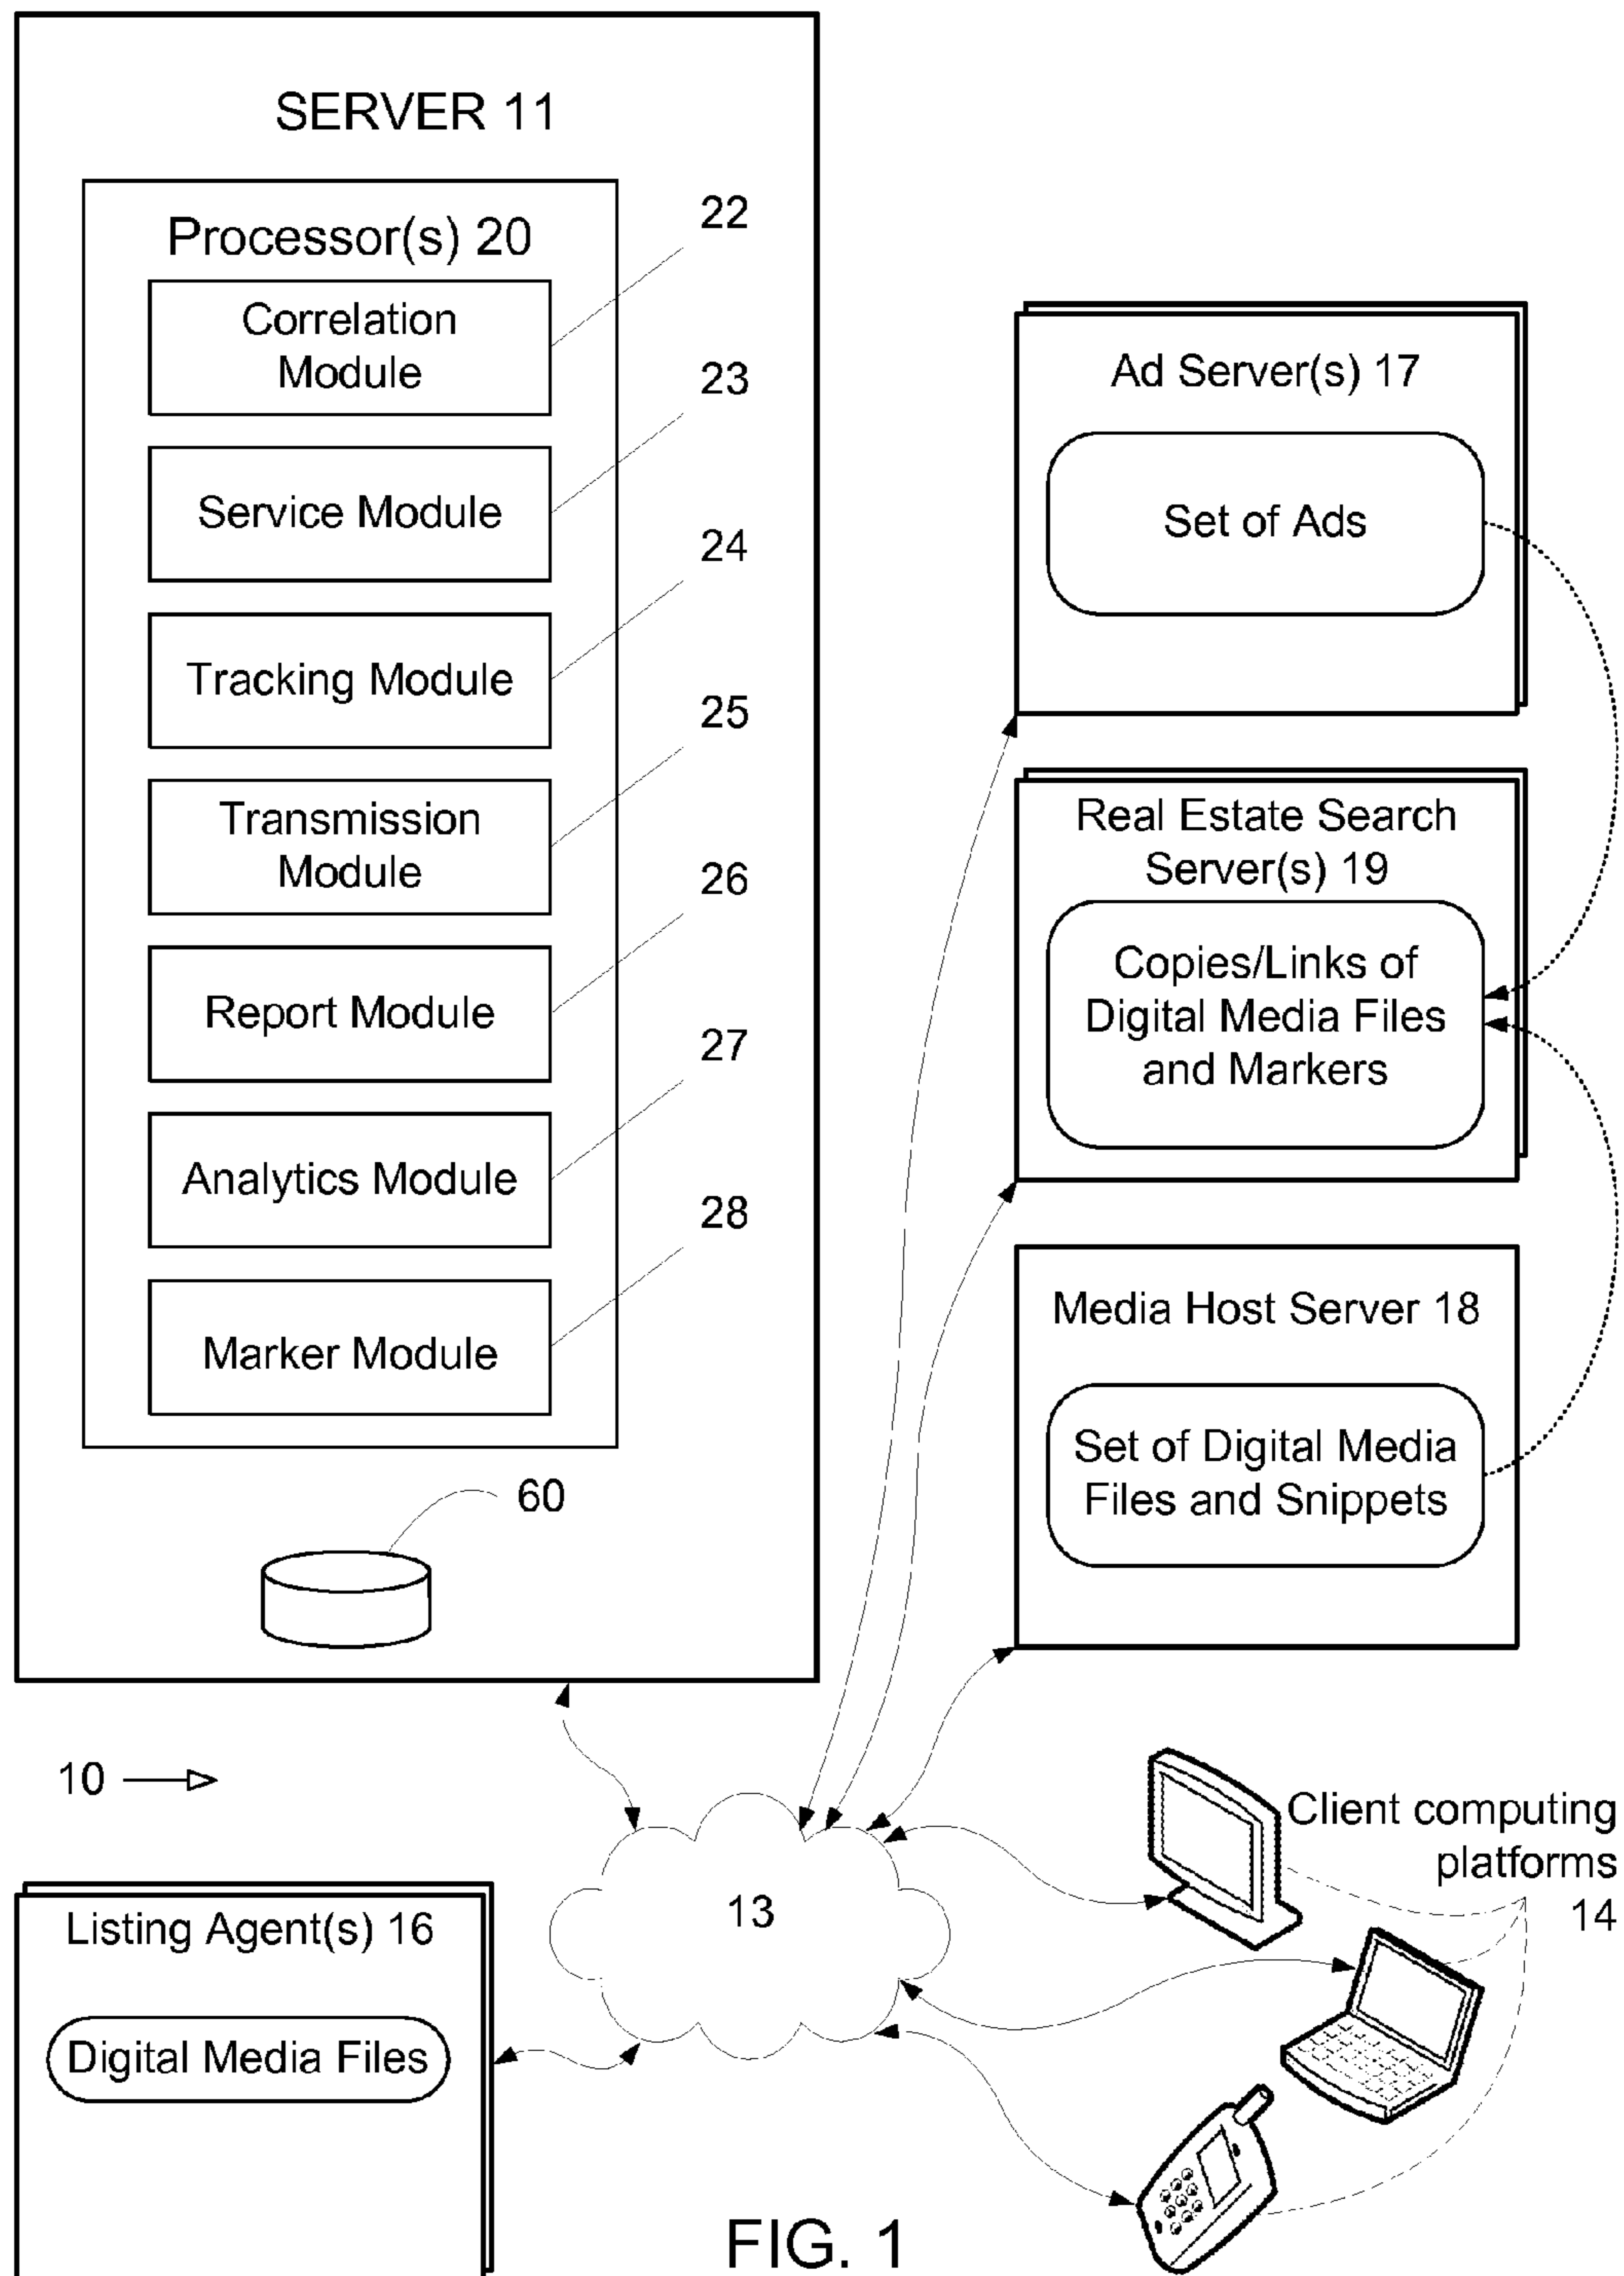 SERVER 11
Processor(s) 20
Correlation
Module
22
Service Module
23
Tracking Module
24
Transmission
Module
25
Report Module
26
Analytics Module
27
Marker Module
28
60
Ad Server(s) 17
Set of Ads
Real Estate Search
Server(s) 19
Copies/Links of
Digital Media Files
and Markers
Media Host Server 18
Set of Digital Media
Files and Snippets
10
13
Client computing
platforms
14
Listing Agent(s) 16
Digital Media Files
FIG. 1